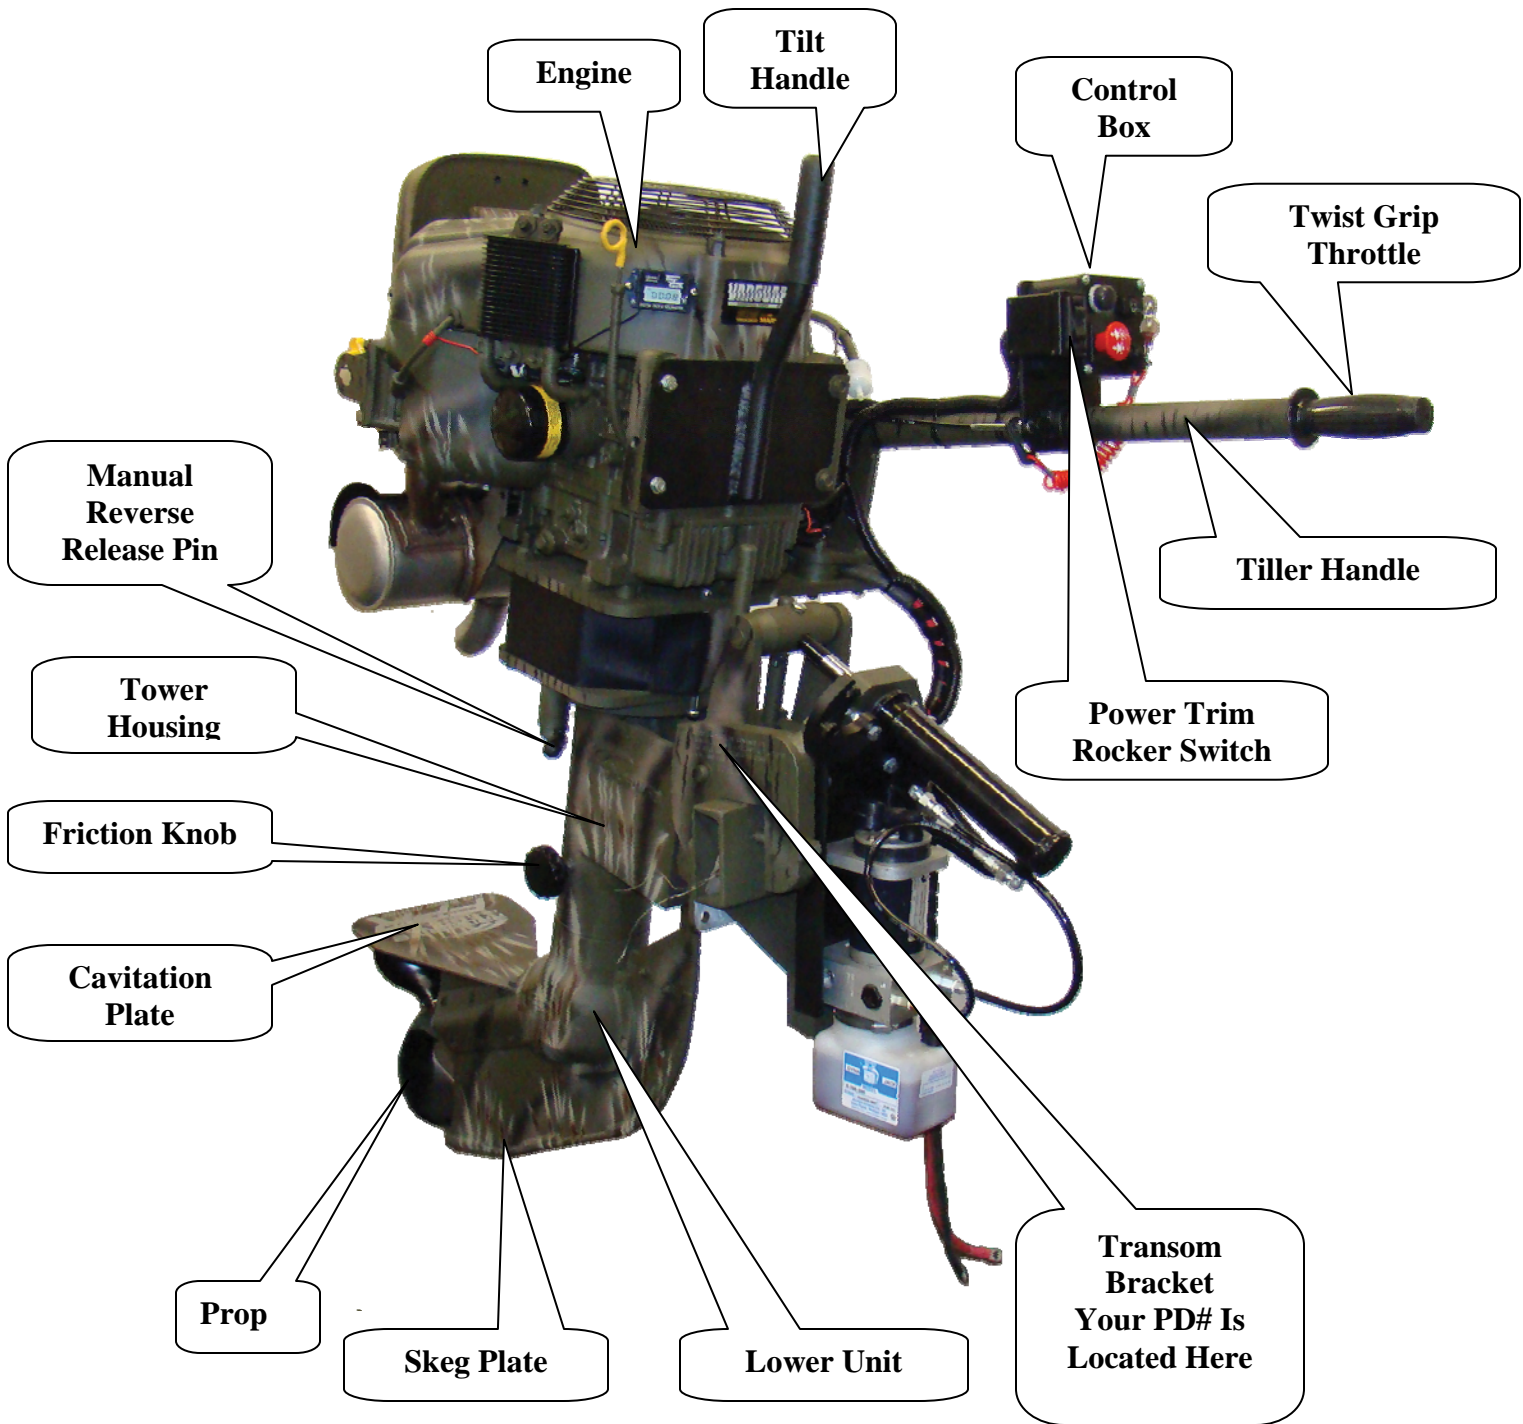 Engine
Tilt
Handle
Control
Box
Twist Grip
Throttle
Manual
Reverse
Release Pin
Tiller Handle
Tower
Housing
Power Trim
Rocker Switch
Friction Knob
Cavitation
Plate
Prop
Skeg Plate
Lower Unit
Transom
Bracket
Your PD# Is
Located Here